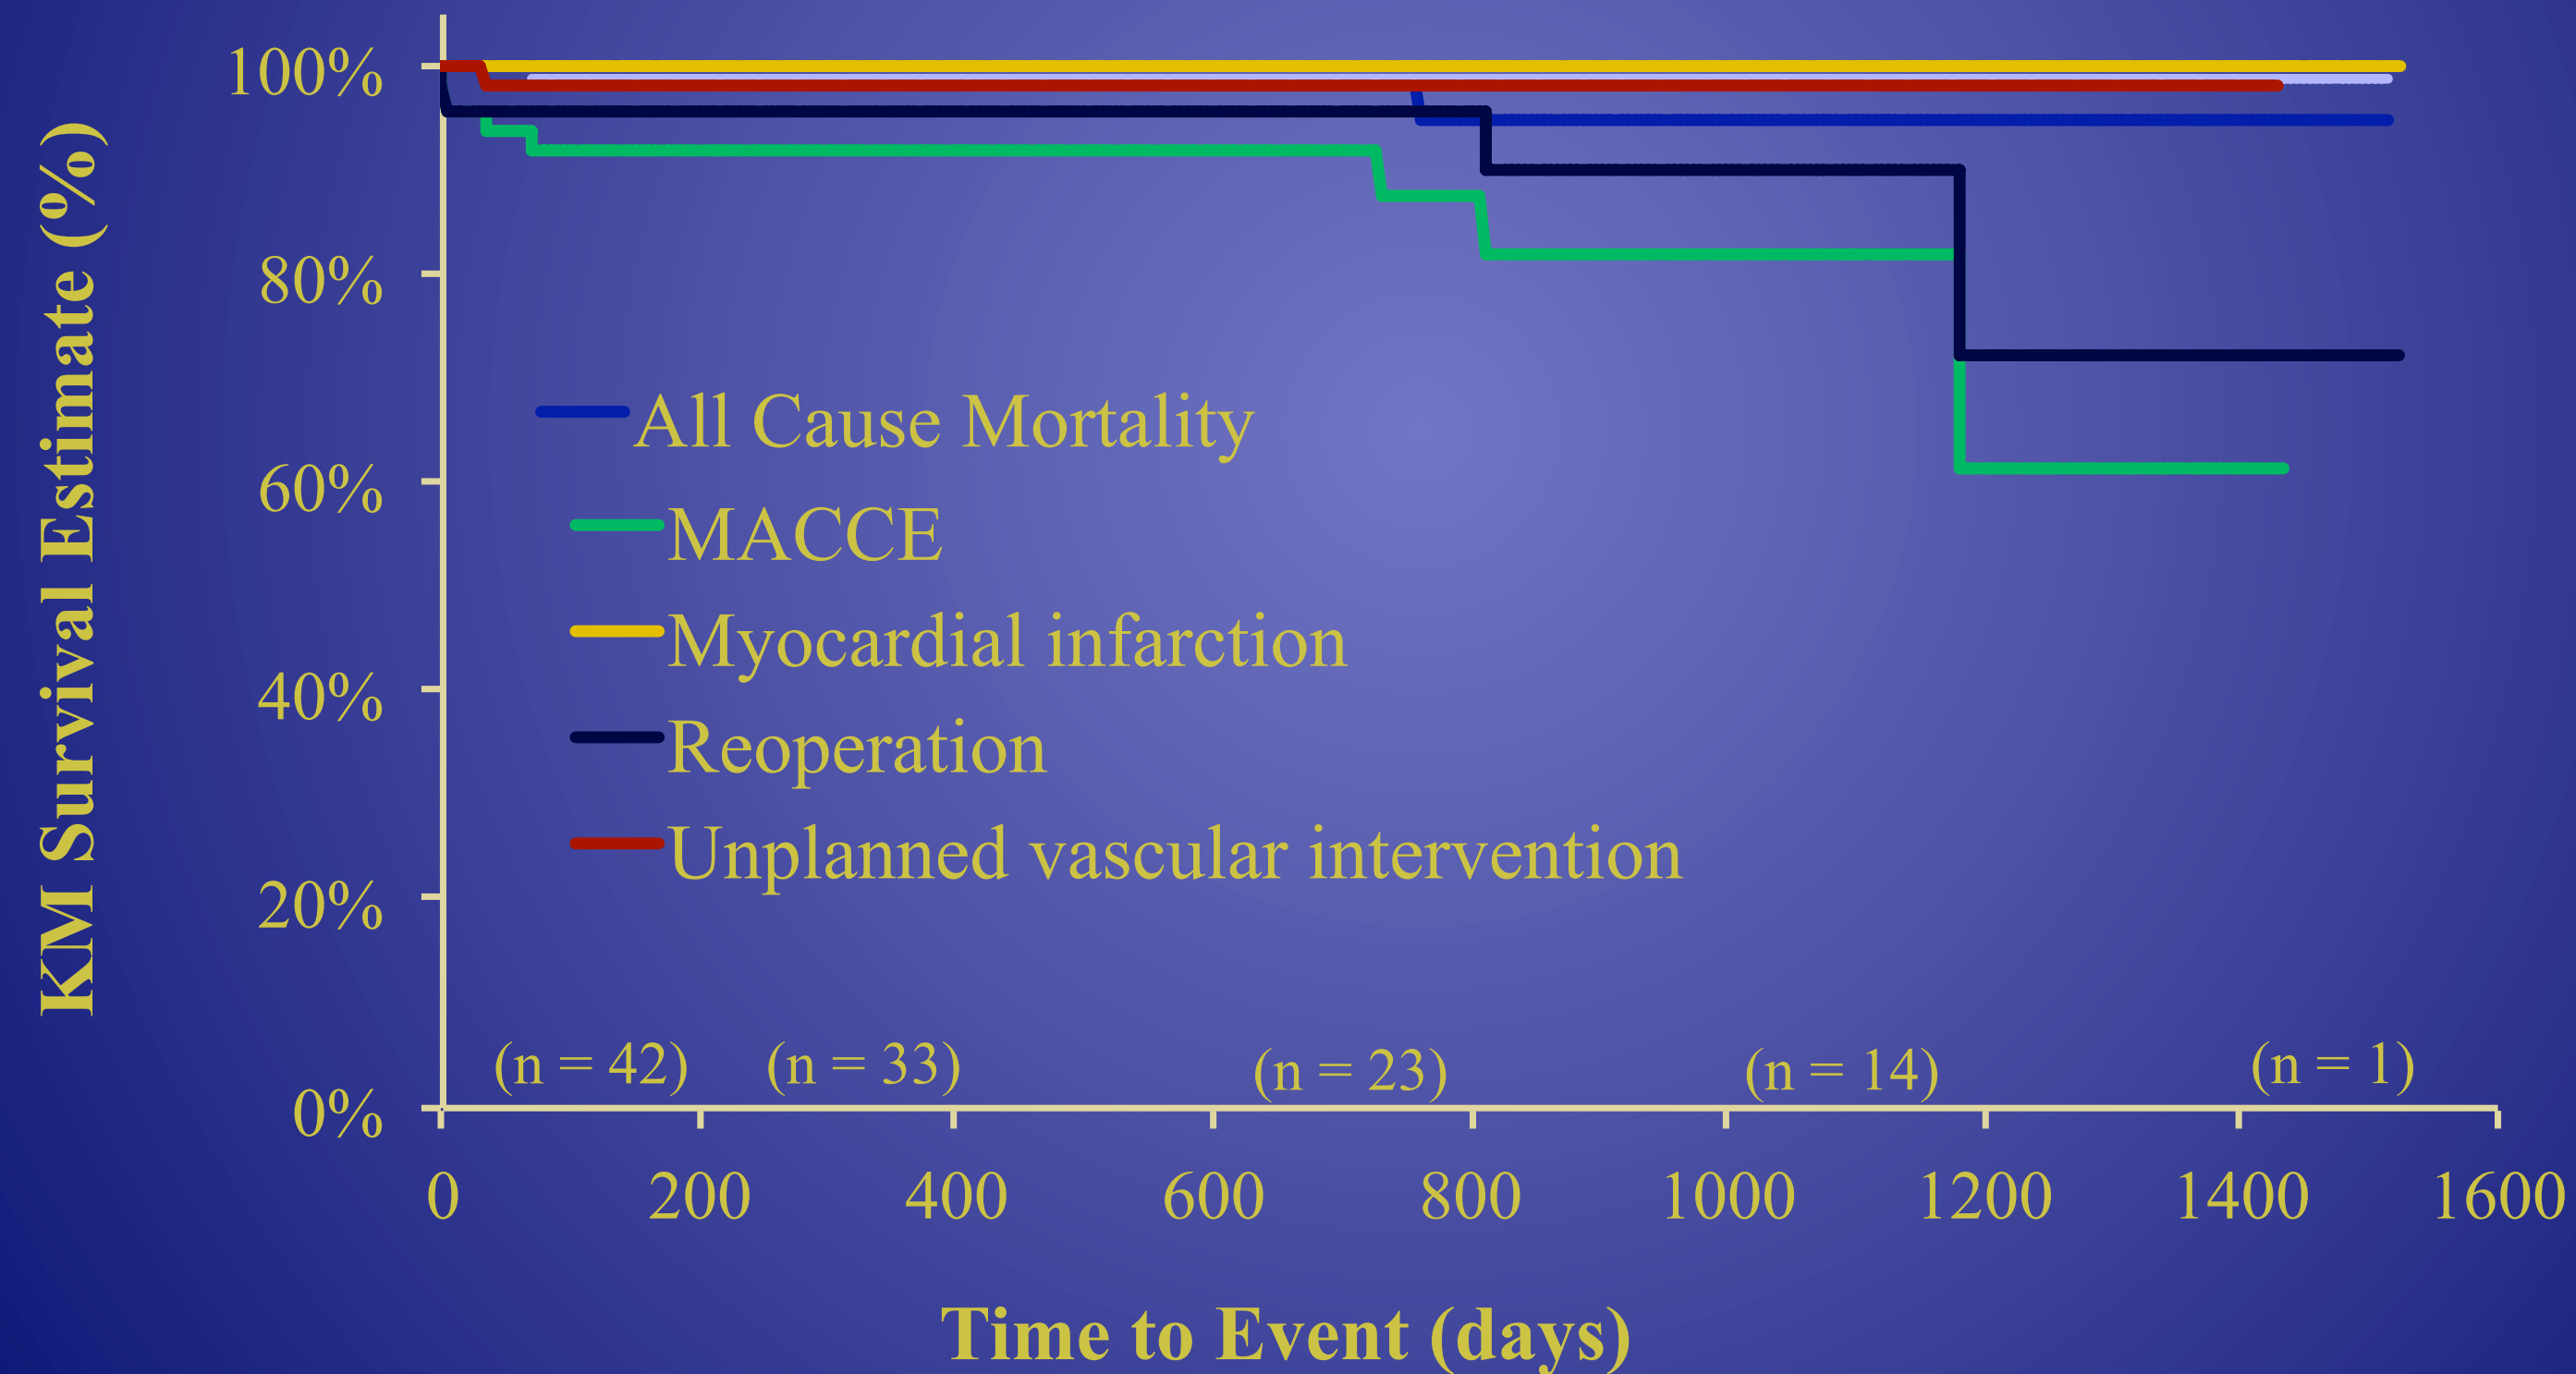 KM Survival Estimate (%)
100%
80%
60%
40%
20%
0%
All Cause Mortality
MACCE
Myocardial infarction
Reoperation
Unplanned vascular intervention
(n = 42) (n = 33) (n = 23) (n = 14) (n = 1)
0 200 400 600 800 1000 1200 1400 1600
Time to Event (days)